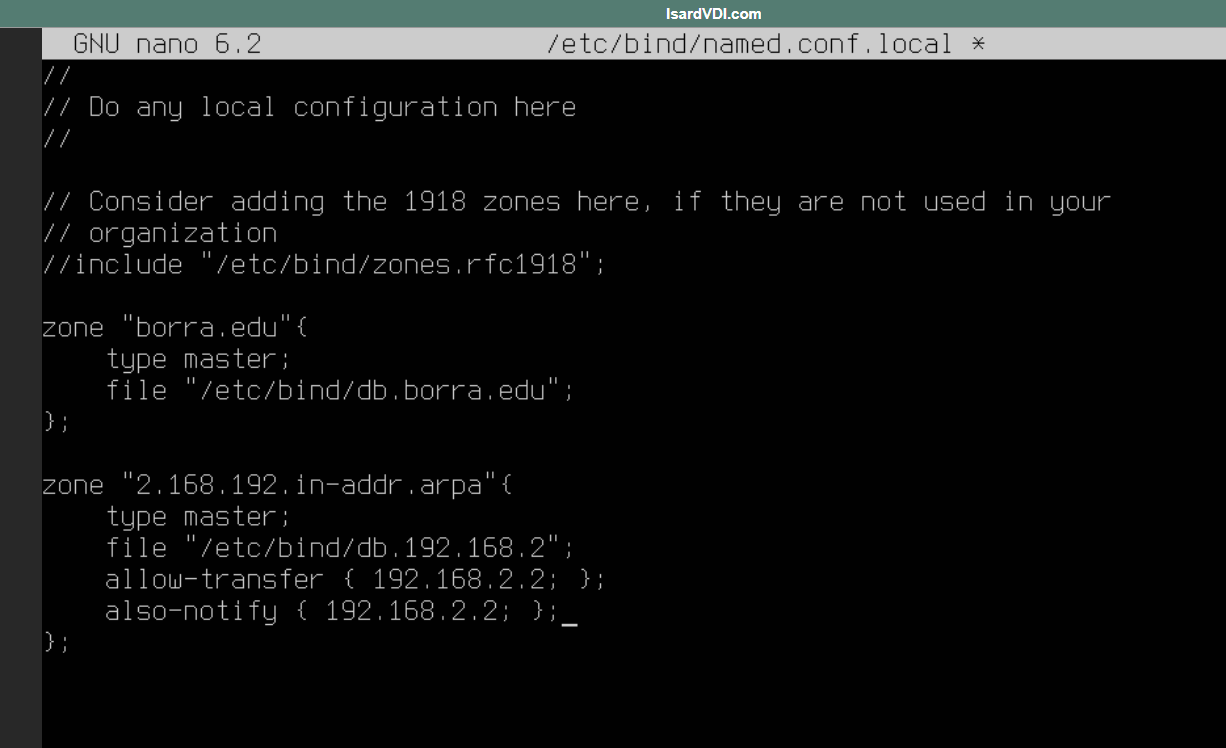 IsardVDI.com
GNU nano 6.2 /etc/bind/named.conf.local *
//
// Do any local configuration here
//
// Consider adding the 1918 zones here, if they are not used in your
// organization
//include "/etc/bind/zones.rfc1918";
zone "borra.edu"{
    type master;
    file "/etc/bind/db.borra.edu";
};
zone "2.168.192.in-addr.arpa"{
    type master;
    file "/etc/bind/db.192.168.2";
    allow-transfer { 192.168.2.2; };
    also-notify { 192.168.2.2; };
};